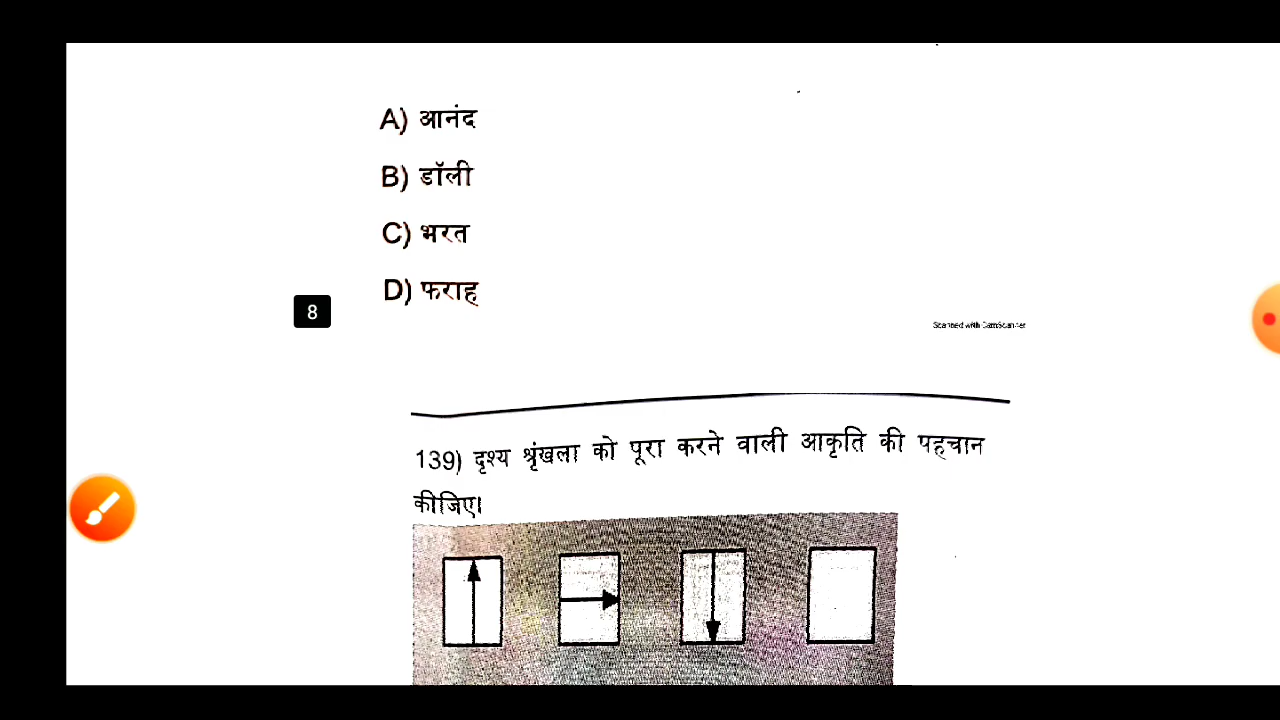 A) आनंद
B) डॉली
C) भरत
D) फराह
8
Scanned with CamScanner
139) दृश्य श्रृंखला को पूरा करने वाली आकृति की पहचान
कीजिए।